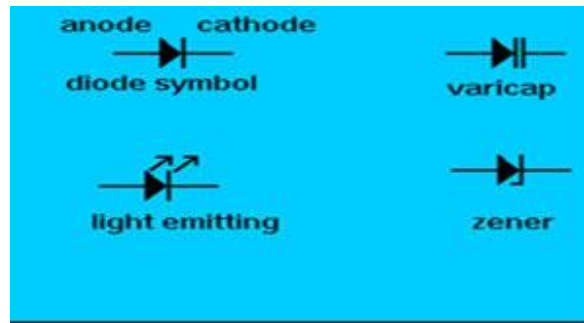 anode cathode
diode symbol
varicap
light emitting
zener